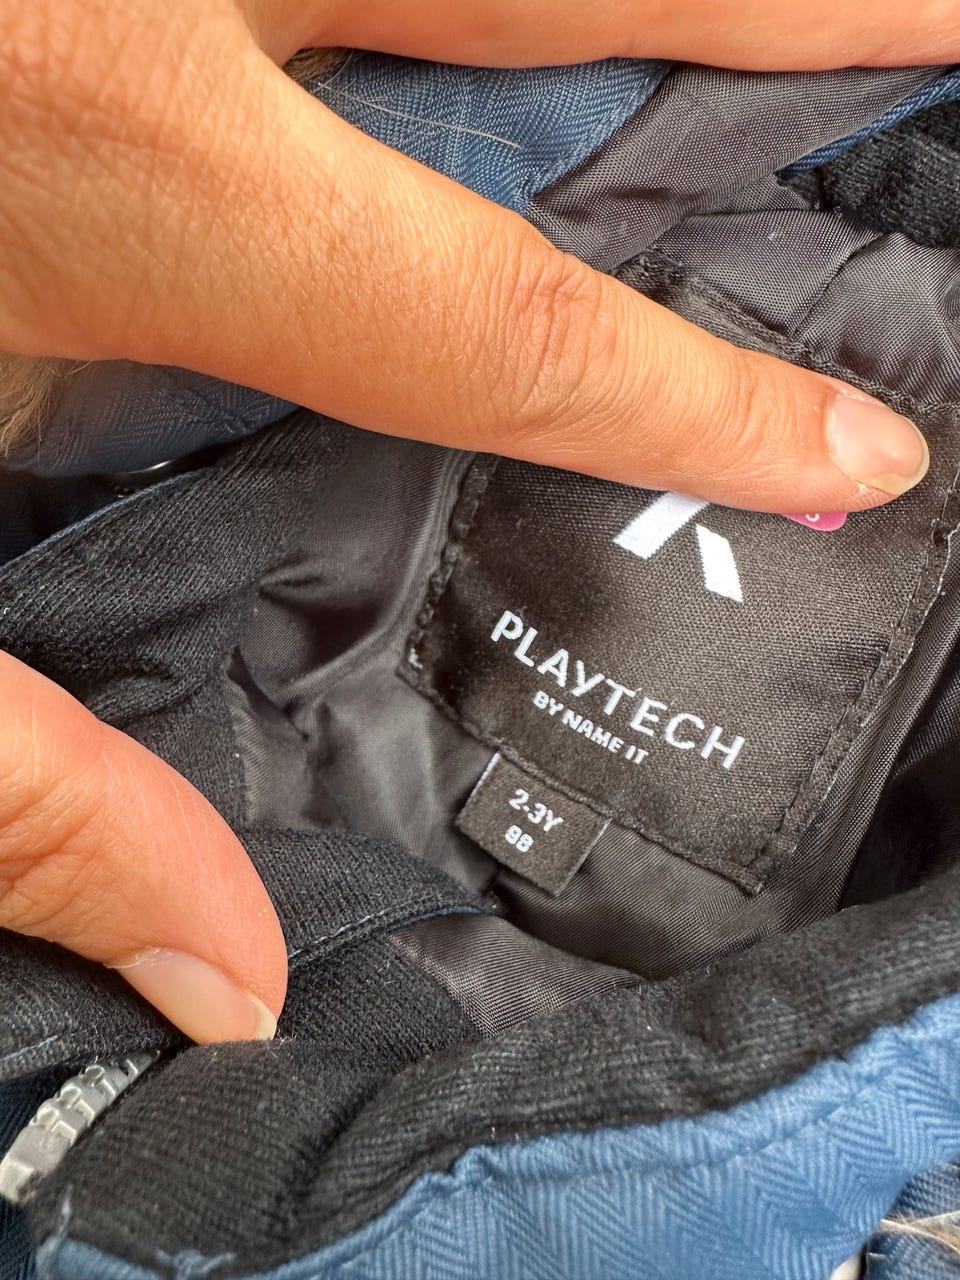 PLAYTECH
BY NAME IT
2-3Y
98